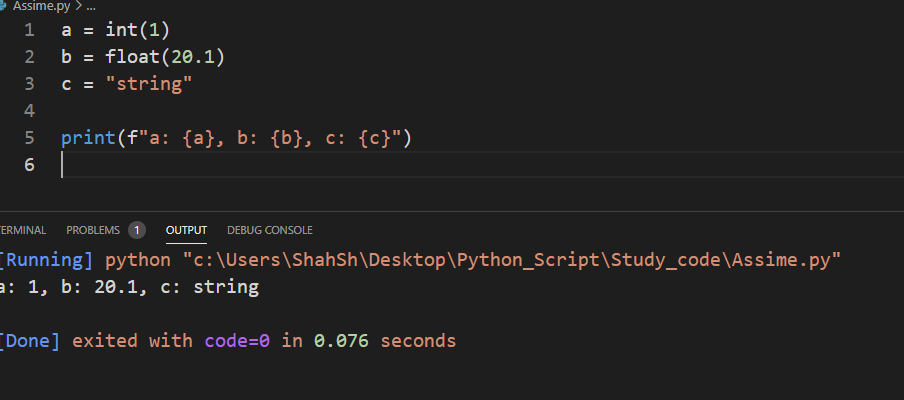 Assime.py > ...
1 a = int(1)
2 b = float(20.1)
3 c = "string"
4
5 print(f"a: {a}, b: {b}, c: {c}")
6
ERMINAL PROBLEMS 1 OUTPUT DEBUG CONSOLE
[Running] python "c:\Users\ShahSh\Desktop\Python_Script\Study_code\Assime.py"
a: 1, b: 20.1, c: string
[Done] exited with code=0 in 0.076 seconds